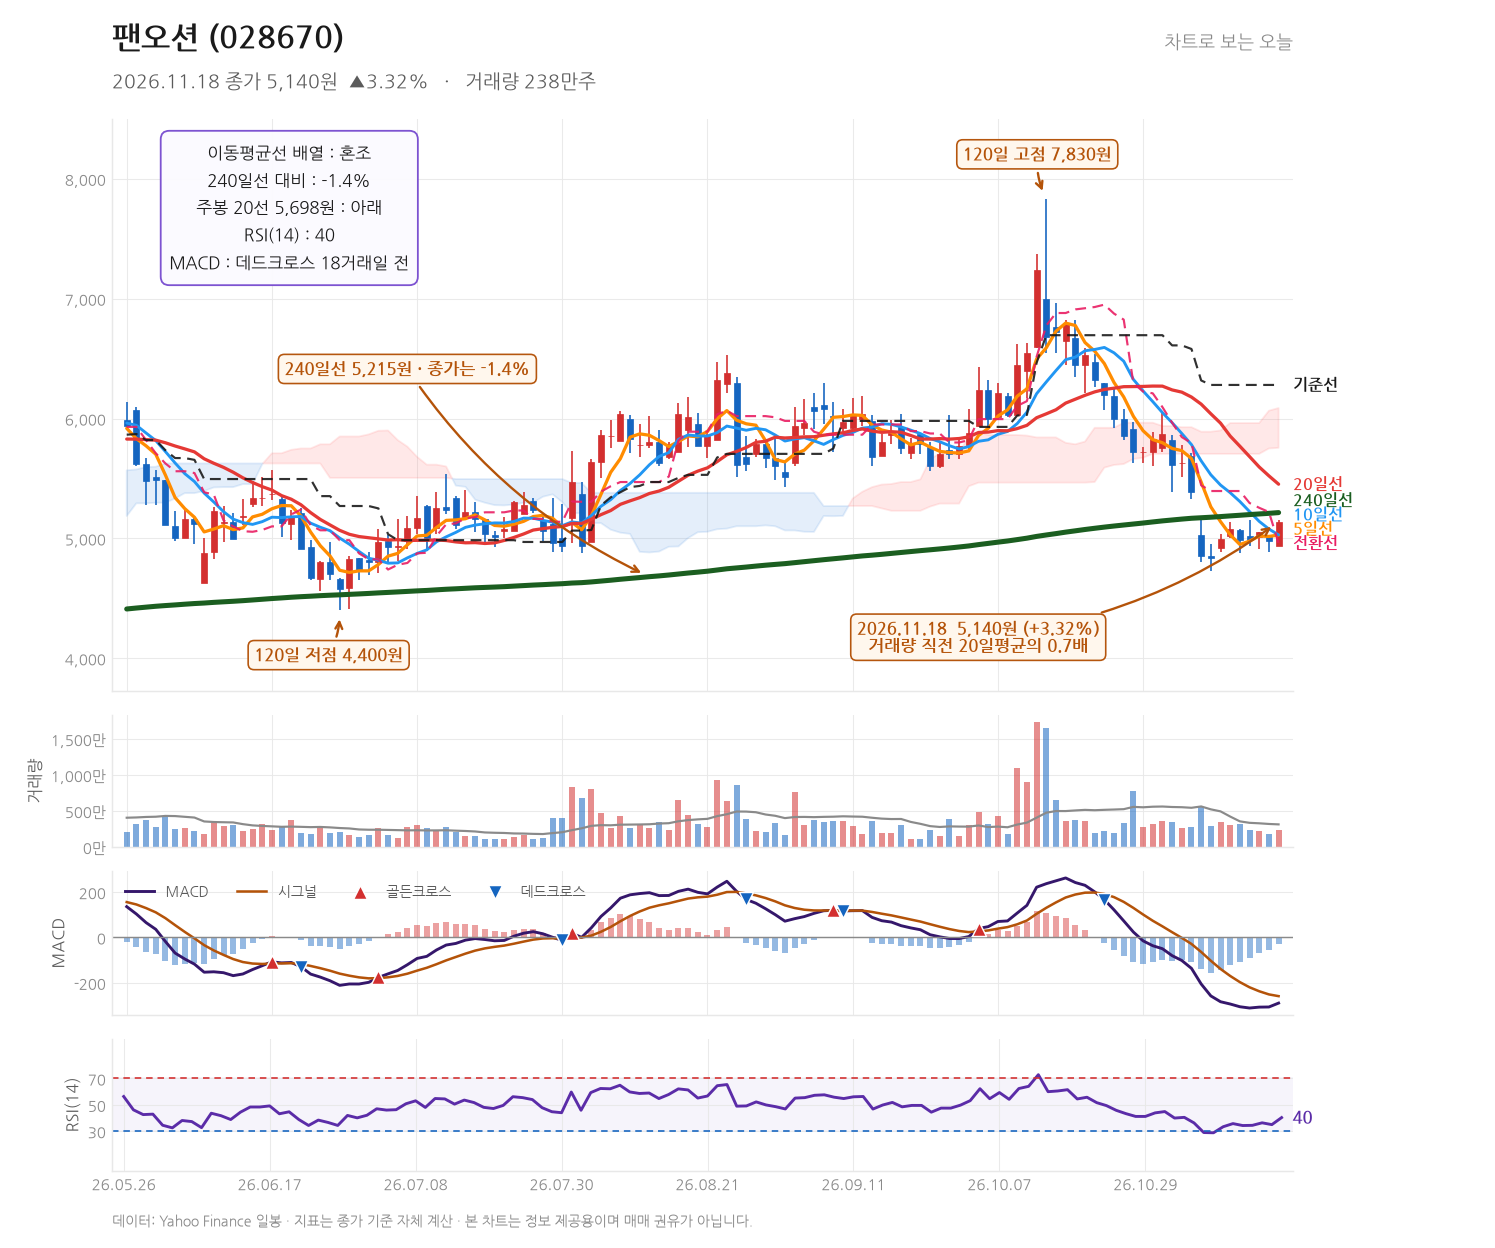 팬오션 (028670)
차트로 보는 오늘
2026.11.18 종가 5,140원 ▲3.32% · 거래량 238만주
이동평균선 배열 : 혼조
240일선 대비 : -1.4%
주봉 20선 5,698원 : 아래
RSI(14) : 40
MACD : 데드크로스 18거래일 전
120일 고점 7,830원
240일선 5,215원 · 종가는 -1.4%
120일 저점 4,400원
2026.11.18 5,140원 (+3.32%)
거래량 직전 20일평균의 0.7배
8,000
7,000
6,000
5,000
4,000
기준선
20일선
240일선
10일선
5일선
전환선
거래량
1,500만
1,000만
500만
0만
MACD
200
0
-200
MACD
시그널
골든크로스
데드크로스
RSI(14)
70
50
30
40
26.05.26
26.06.17
26.07.08
26.07.30
26.08.21
26.09.11
26.10.07
26.10.29
데이터: Yahoo Finance 일봉 · 지표는 종가 기준 자체 계산 · 본 차트는 정보 제공용이며 매매 권유가 아닙니다.